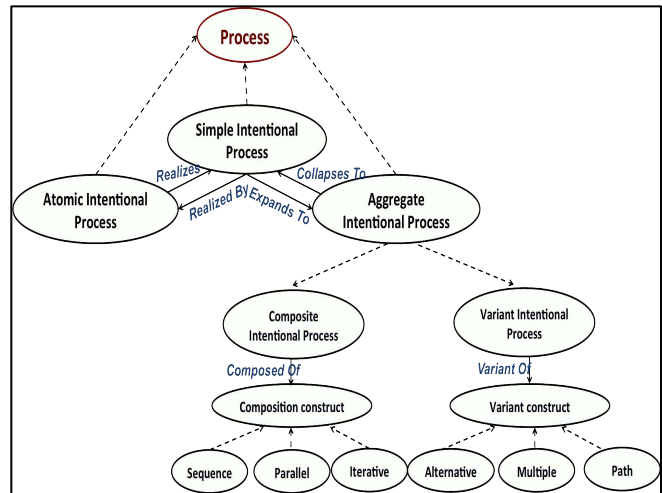 Process
Simple Intentional
Process
Realizes
Collapses To
Atomic Intentional
Process
Realized By
Expands To
Aggregate
Intentional Process
Composite
Intentional Process
Variant Intentional
Process
Composed Of
Variant Of
Composition construct
Variant construct
Sequence
Parallel
Iterative
Alternative
Multiple
Path